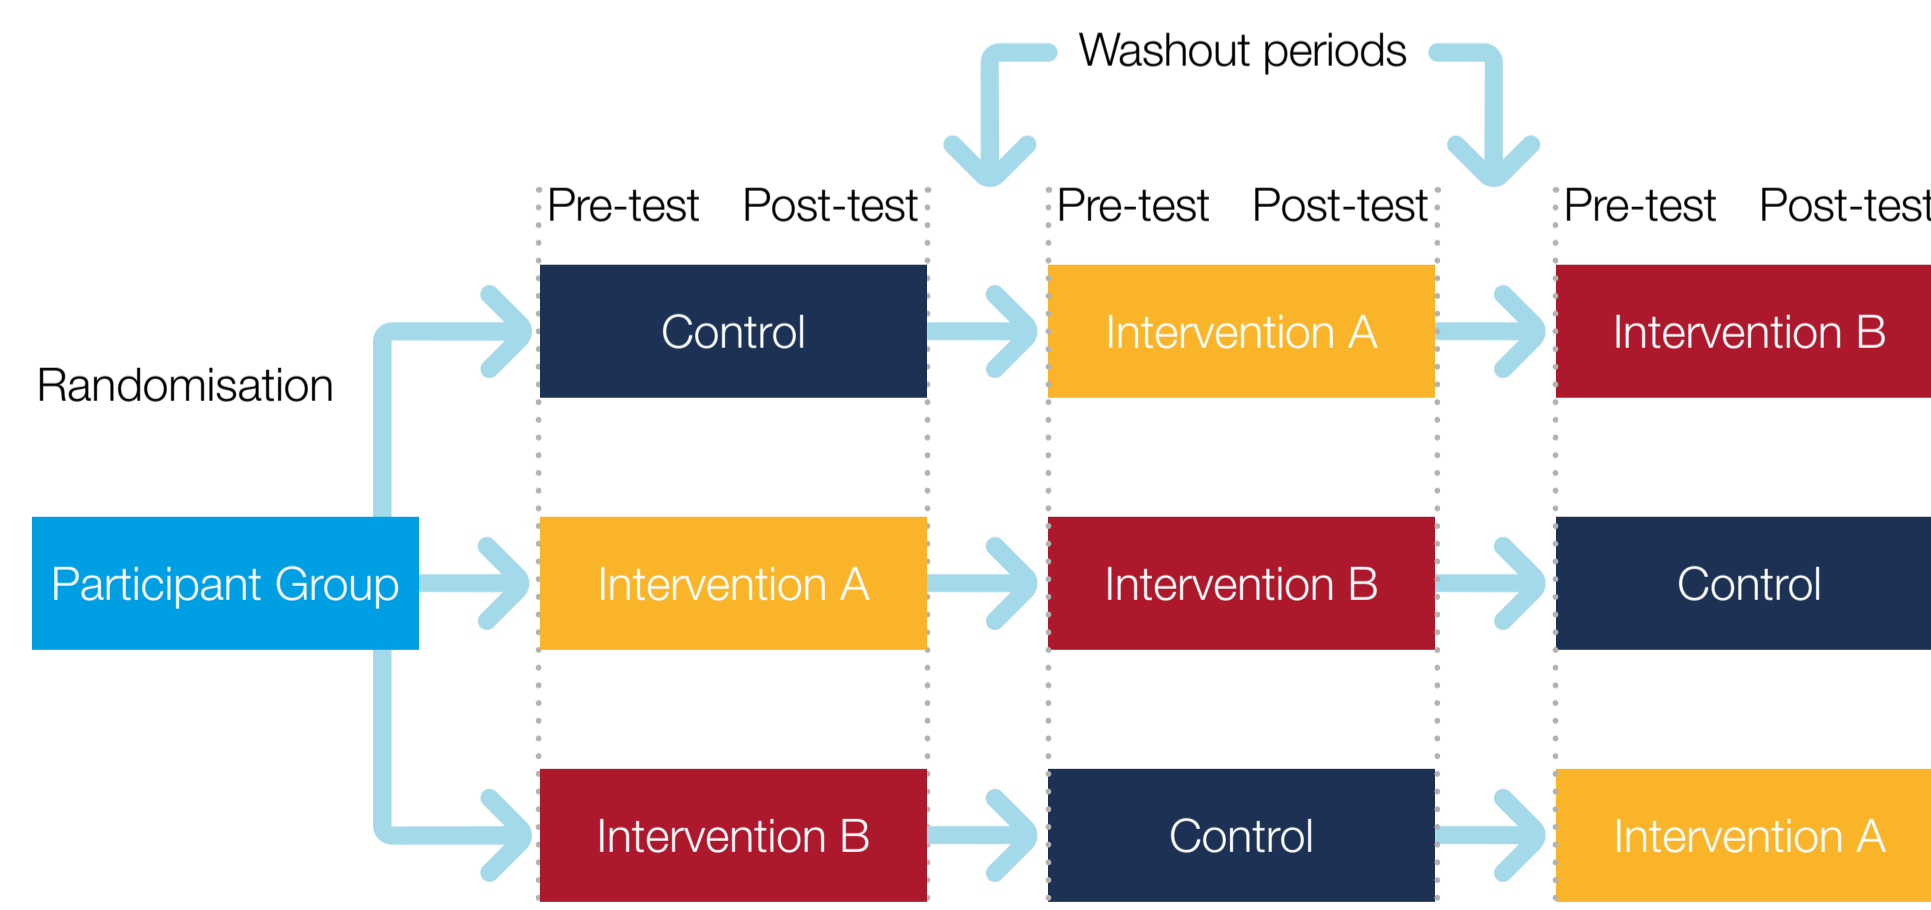 Washout periods
Pre-test Post-test Pre-test Post-test Pre-test Post-test
Control Intervention A Intervention B
Randomisation
Participant Group Intervention A Intervention B Control
Intervention B Control Intervention A